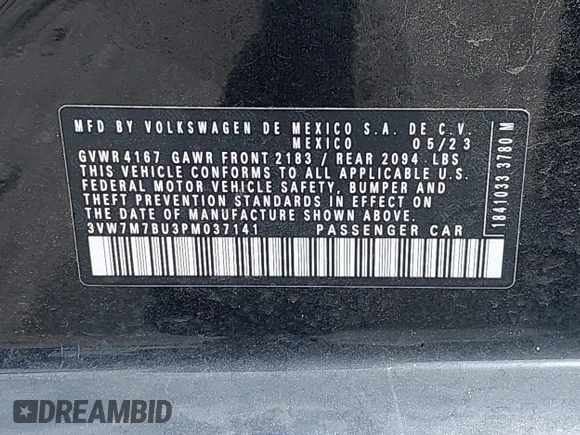 MFD BY VOLKSWAGEN DE MEXICO S.A. DE C.V.
MEXICO 05/23
GVWR 4167 GAWR FRONT 2183 / REAR 2094 LBS
THIS VEHICLE CONFORMS TO ALL APPLICABLE U.S.
FEDERAL MOTOR VEHICLE SAFETY, BUMPER AND
THEFT PREVENTION STANDARDS IN EFFECT ON THE
DATE OF MANUFACTURE SHOWN ABOVE.
3VW7M7BU3PM037141 PASSENGER CAR
1841033 3780 M
DREAMBID